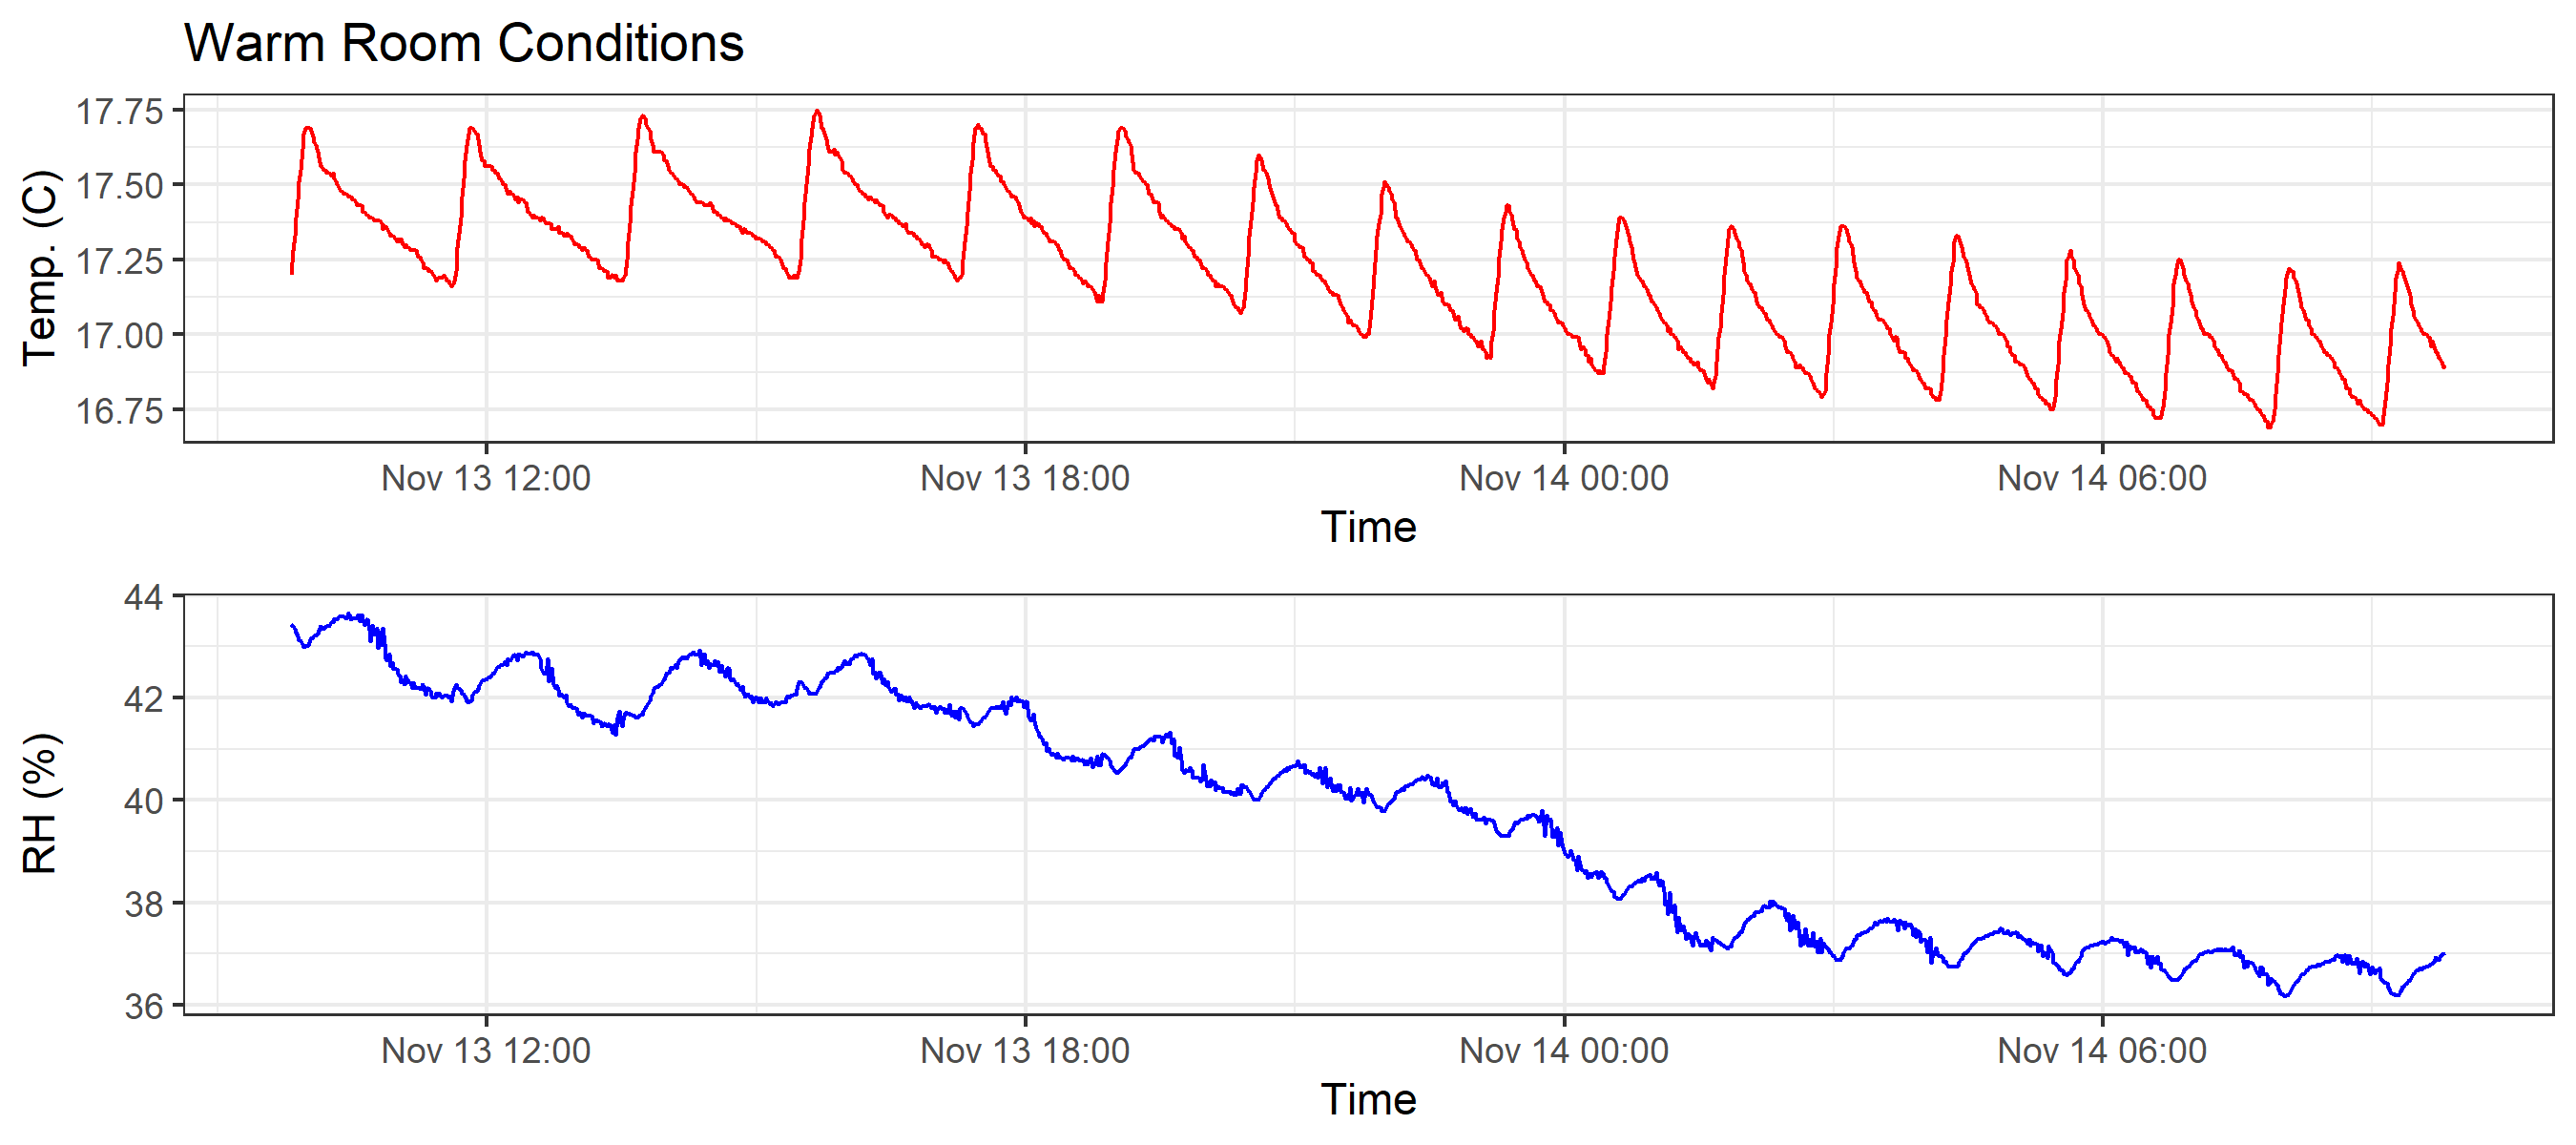 Warm Room Conditions
Temp. (C)
17.75
17.50
17.25
17.00
16.75
Nov 13 12:00 Nov 13 18:00 Nov 14 00:00 Nov 14 06:00
Time
RH (%)
44
42
40
38
36
Nov 13 12:00 Nov 13 18:00 Nov 14 00:00 Nov 14 06:00
Time